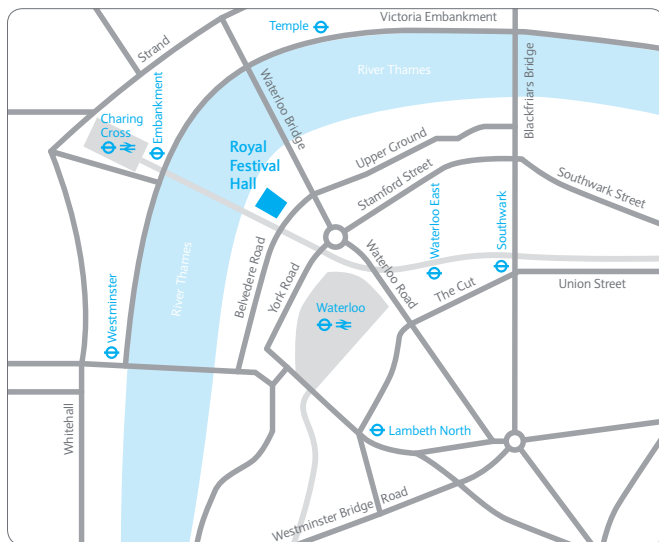 Temple
Victoria Embankment
Strand
River Thames
Waterloo Bridge
Blackfriars Bridge
Charing
Cross
Embankment
Royal
Festival
Hall
Upper Ground
Stamford Street
Southwark Street
Waterloo East
Southwark
River Thames
Belvedere Road
York Road
Waterloo Road
The Cut
Union Street
Waterloo
Westminster
Whitehall
Lambeth North
Westminster Bridge Road